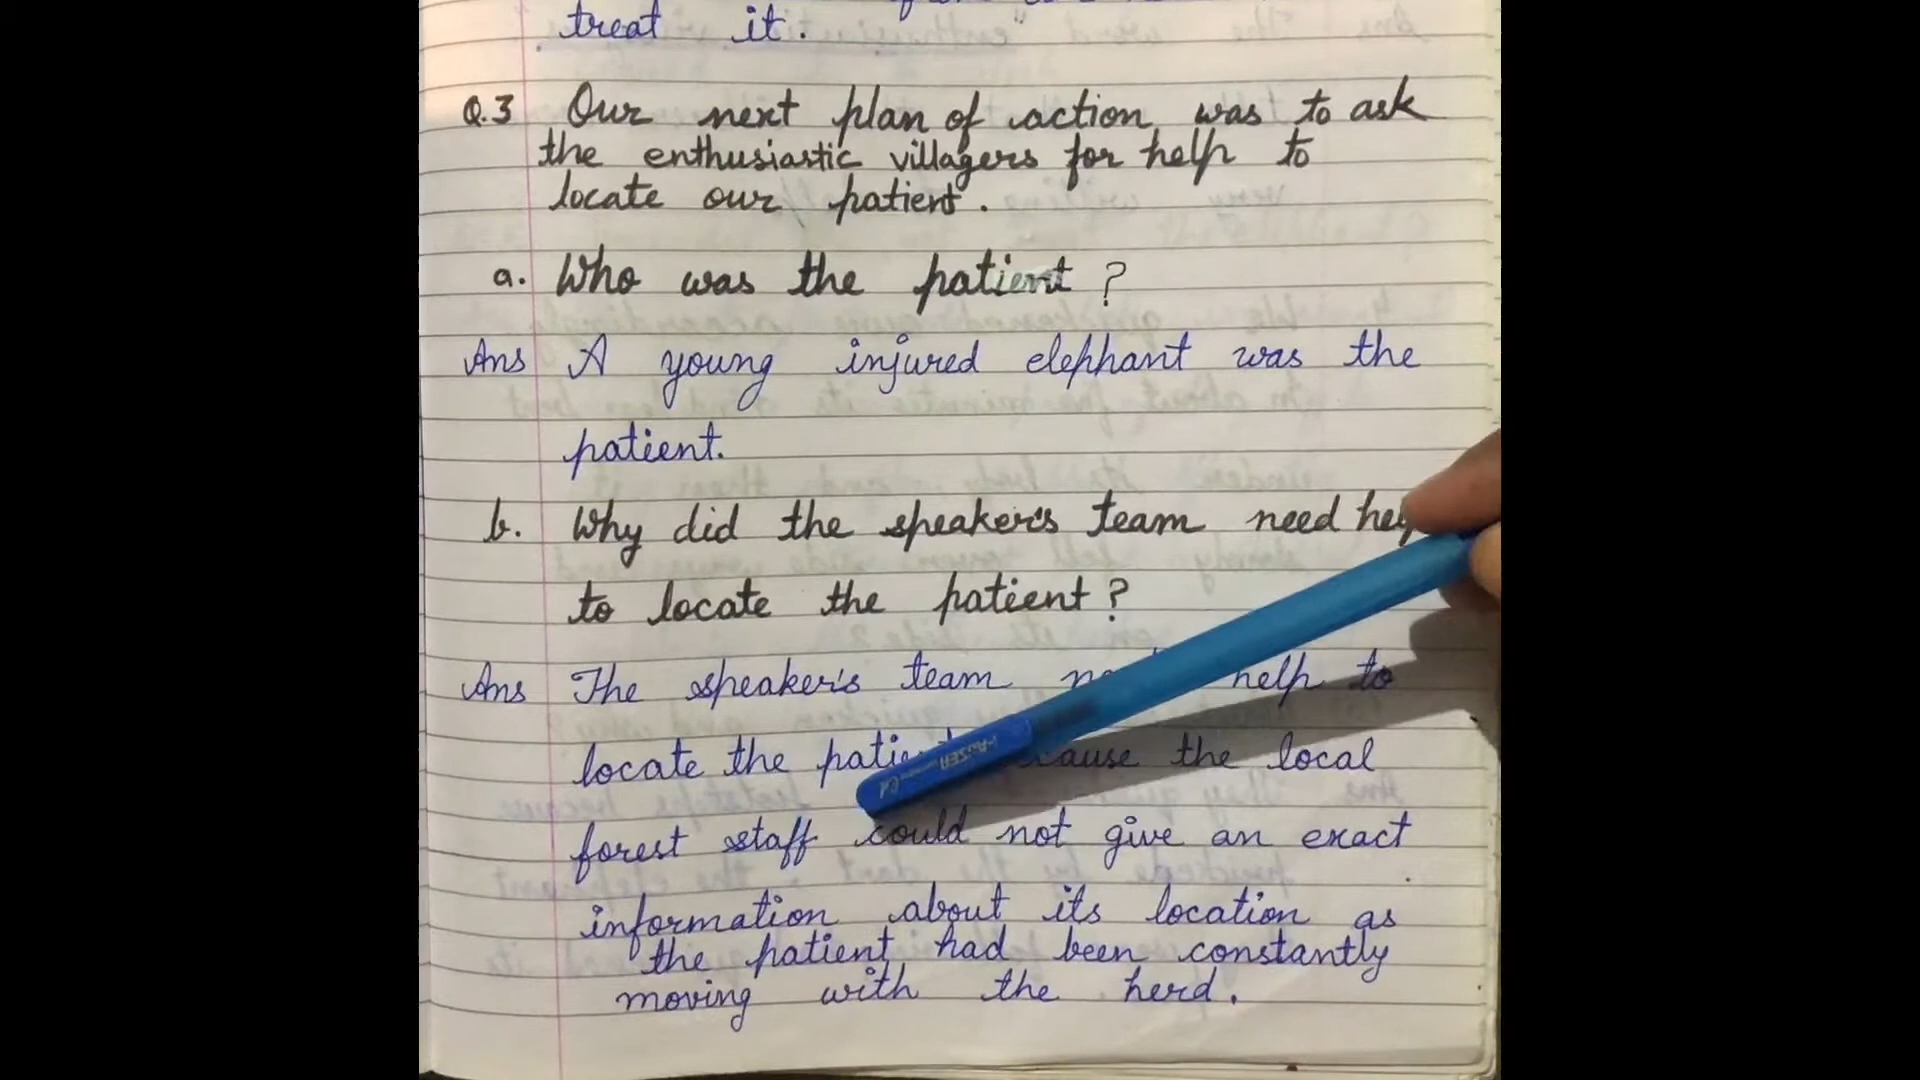 treat it.
Q.3 Our next plan of action was to ask
the enthusiastic villagers for help to
locate our patient.
a. Who was the patient ?
Ans A young injured elephant was the
patient.
b. Why did the speaker's team need
to locate the patient ?
Ans The speaker's team help to
locate the the local
forest staff could not give an exact
information about its location as
the patient had been constantly
moving with the herd.